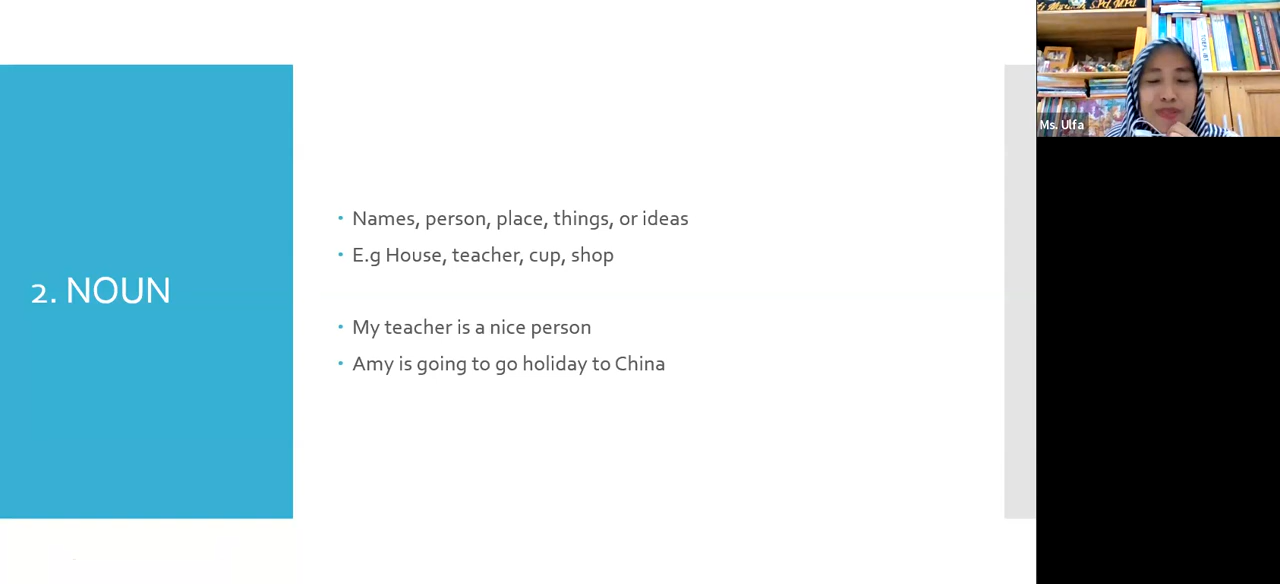 2. NOUN
Names, person, place, things, or ideas
E.g House, teacher, cup, shop
My teacher is a nice person
Amy is going to go holiday to China
Ms. Ulfa